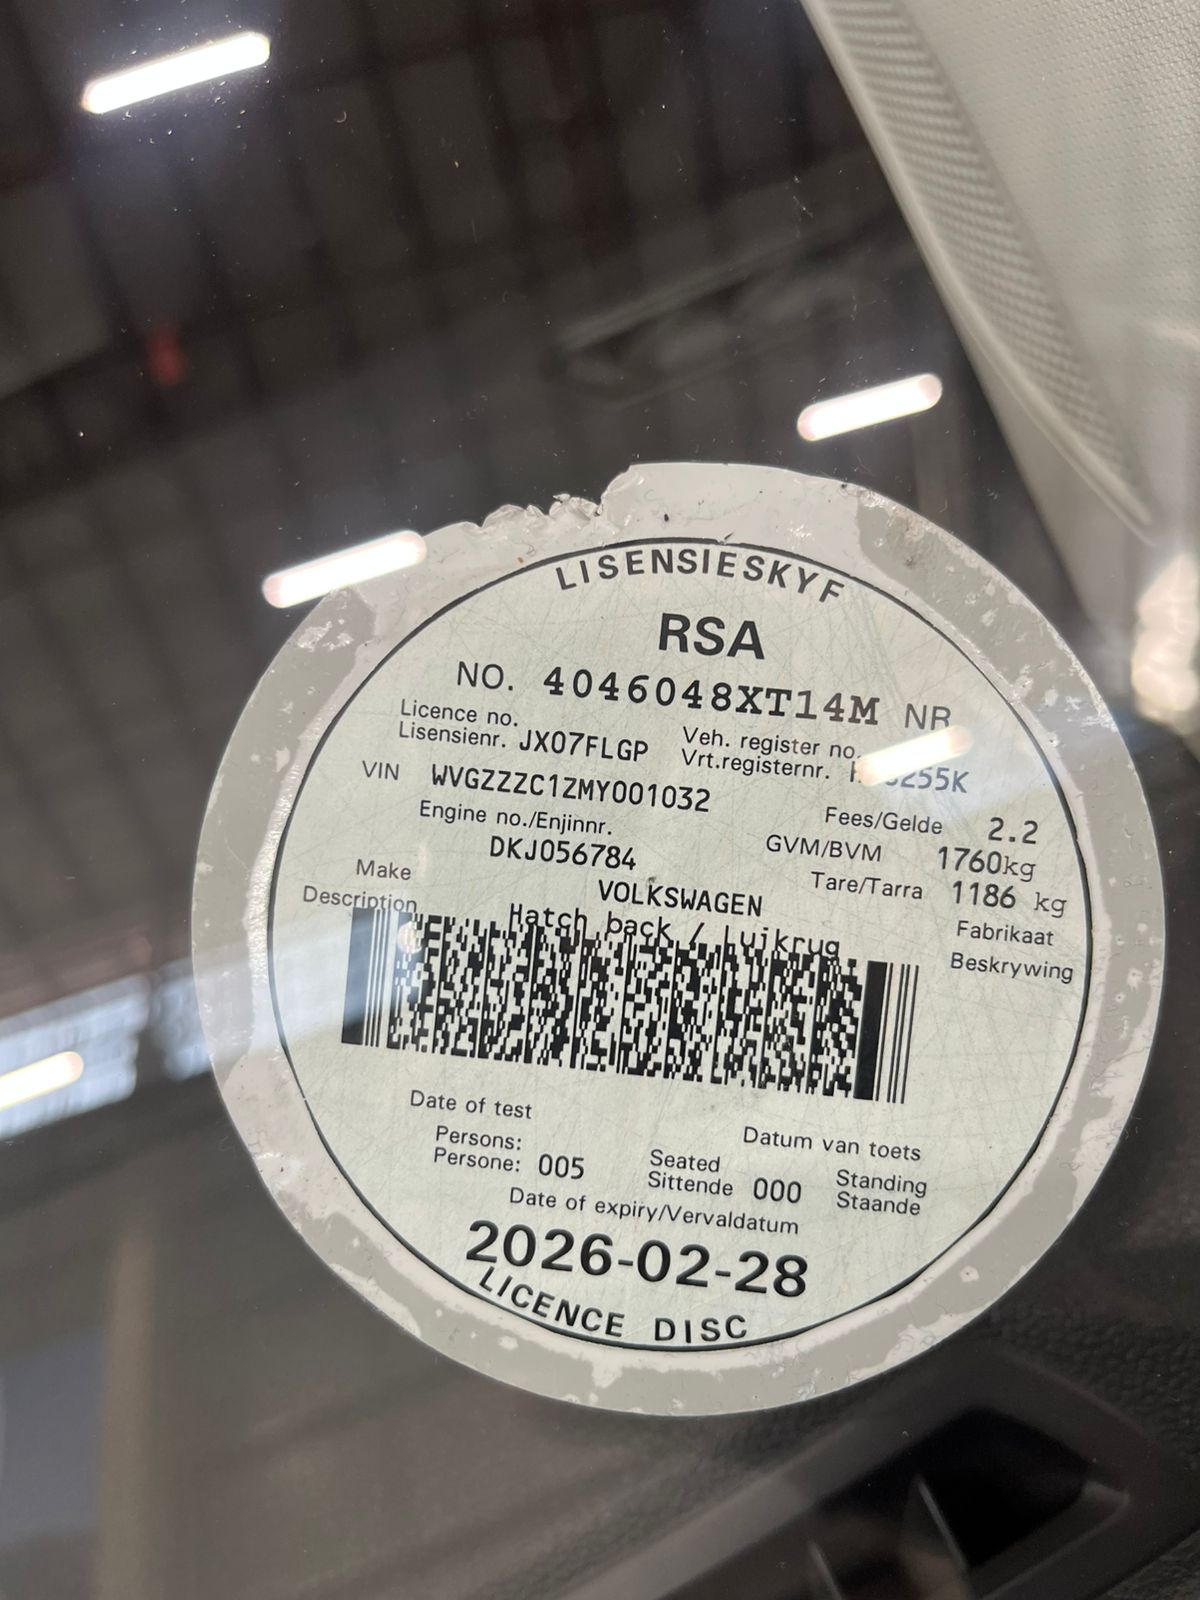 LISENSIESKYF
RSA
NO. 4046048XT14M NR
Licence no.
Lisensienr. JX07FLGP
Veh. register no.
Vrt.registernr.
VIN WVGZZZC1ZMY001032
Fees/Gelde 2.2
Engine no./Enjinnr.
GVM/BVM 1760kg
DKJ056784
Tare/Tarra 1186 kg
Make VOLKSWAGEN Fabrikaat
Description Hatch back / Luikrug Beskrywing
Date of test Datum van toets
Persons:
Persone: 005
Seated
Sittende 000
Standing
Staande
Date of expiry/Vervaldatum
2026-02-28
LICENCE DISC